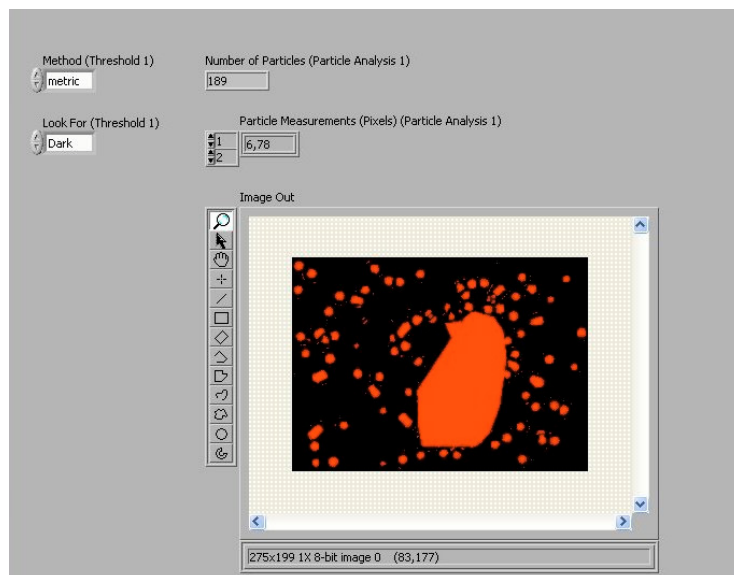 Method (Threshold 1)
metric
Number of Particles (Particle Analysis 1)
189
Look For (Threshold 1)
Dark
Particle Measurements (Pixels) (Particle Analysis 1)
1
2
6,78
Image Out
275x199 1X 8-bit image 0 (83,177)